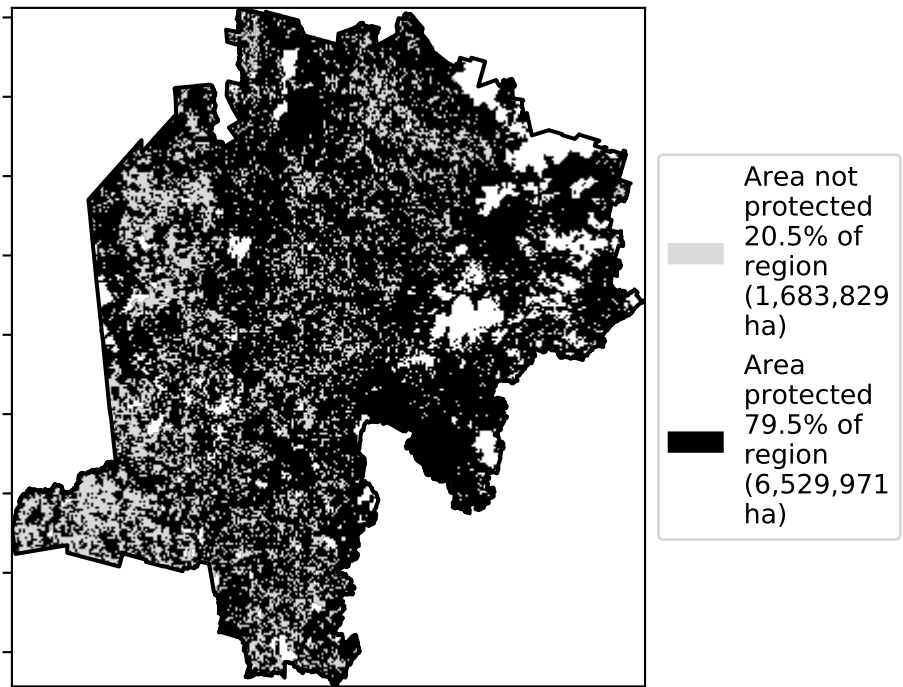 Area not
protected
20.5% of
region
(1,683,829
ha)
Area
protected
79.5% of
region
(6,529,971
ha)